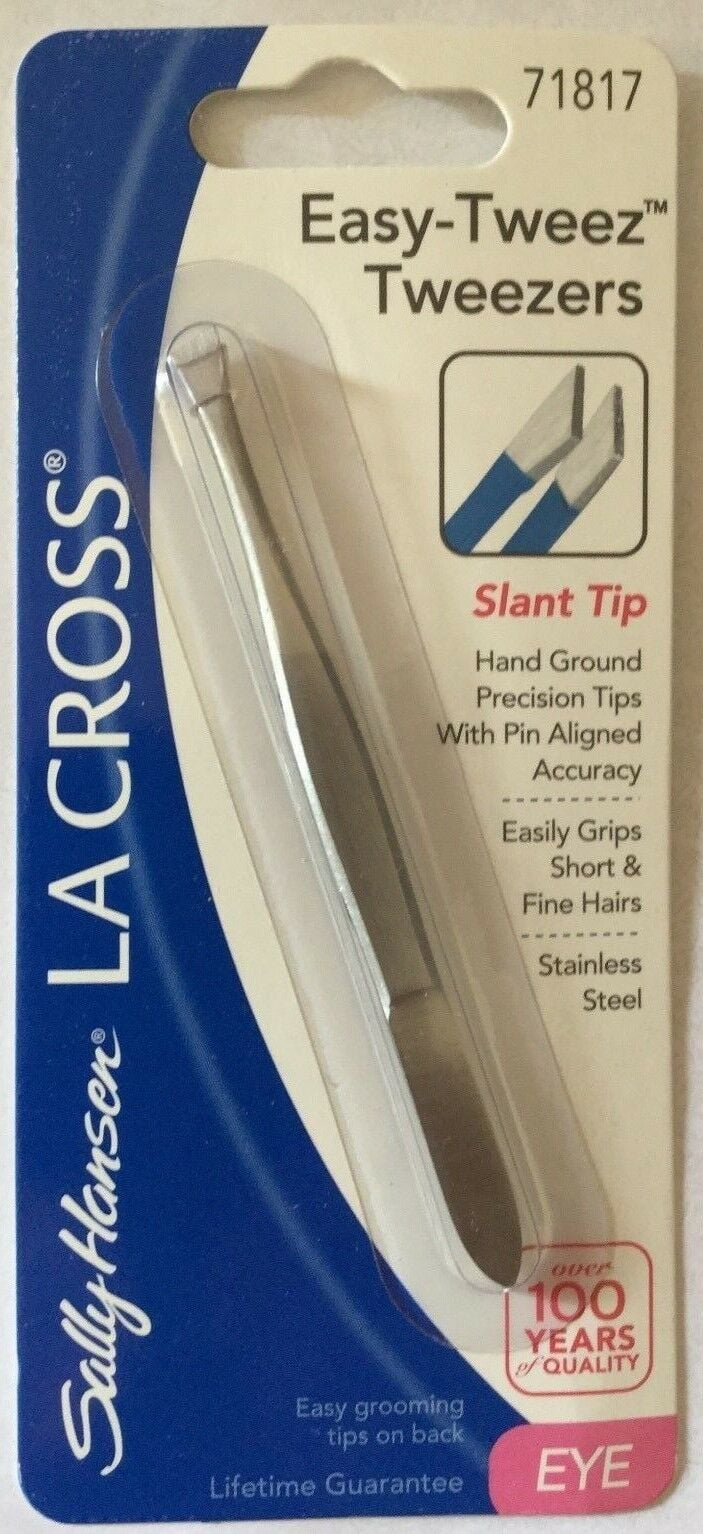 71817
Easy-Tweez™
Tweezers
Slant Tip
Hand Ground
Precision Tips
With Pin Aligned
Accuracy
Easily Grips
Short &
Fine Hairs
Stainless
Steel
Sally Hansen® LA CROSS®
over
100
YEARS
of QUALITY
Easy grooming
tips on back
Lifetime Guarantee
EYE